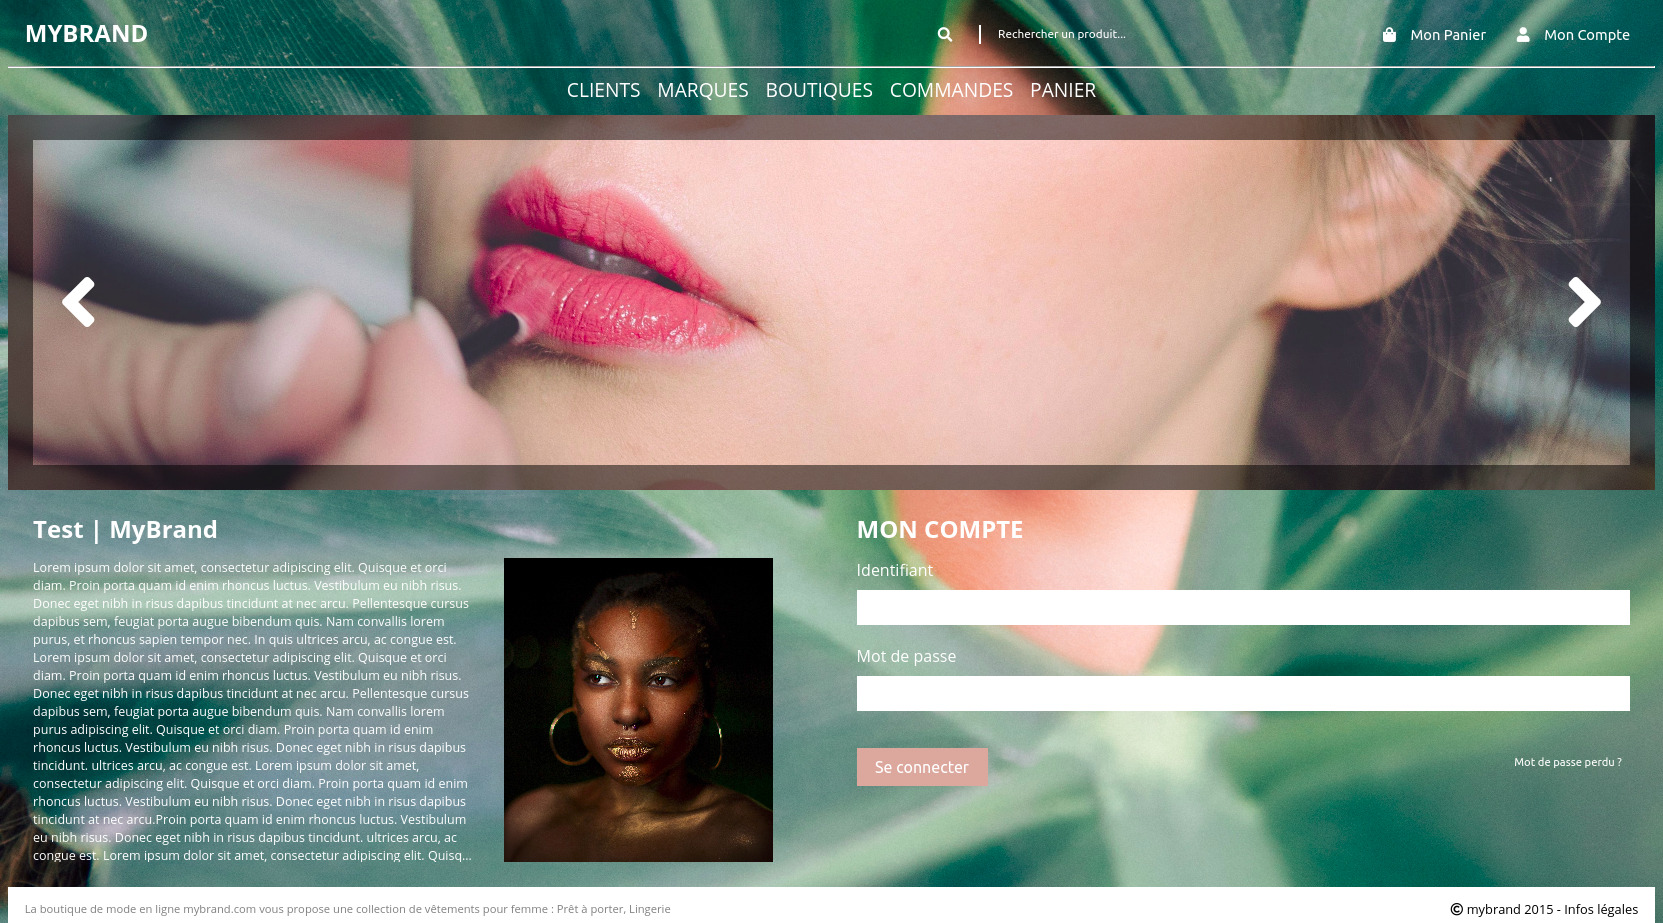 MYBRAND
Rechercher un produit...
Mon Panier
Mon Compte
CLIENTS MARQUES BOUTIQUES COMMANDES PANIER
Test | MyBrand
Lorem ipsum dolor sit amet, consectetur adipiscing elit. Quisque et orci
diam. Proin porta quam id enim rhoncus luctus. Vestibulum eu nibh risus.
Donec eget nibh in risus dapibus tincidunt at nec arcu. Pellentesque cursus
dapibus sem, feugiat porta augue bibendum quis. Nam convallis lorem
purus, et rhoncus sapien tempor nec. In quis ultrices arcu, ac congue est.
Lorem ipsum dolor sit amet, consectetur adipiscing elit. Quisque et orci
diam. Proin porta quam id enim rhoncus luctus. Vestibulum eu nibh risus.
Donec eget nibh in risus dapibus tincidunt at nec arcu. Pellentesque cursus
dapibus sem, feugiat porta augue bibendum quis. Nam convallis lorem
purus adipiscing elit. Quisque et orci diam. Proin porta quam id enim
rhoncus luctus. Vestibulum eu nibh risus. Donec eget nibh in risus dapibus
tincidunt. ultrices arcu, ac congue est. Lorem ipsum dolor sit amet,
consectetur adipiscing elit. Quisque et orci diam. Proin porta quam id enim
rhoncus luctus. Vestibulum eu nibh risus. Donec eget nibh in risus dapibus
tincidunt at nec arcu.Proin porta quam id enim rhoncus luctus. Vestibulum
eu nibh risus. Donec eget nibh in risus dapibus tincidunt. ultrices arcu, ac
congue est. Lorem ipsum dolor sit amet, consectetur adipiscing elit. Quisq...
MON COMPTE
Identifiant
Mot de passe
Se connecter
Mot de passe perdu ?
La boutique de mode en ligne mybrand.com vous propose une collection de vêtements pour femme : Prêt à porter, Lingerie
© mybrand 2015 - Infos légales